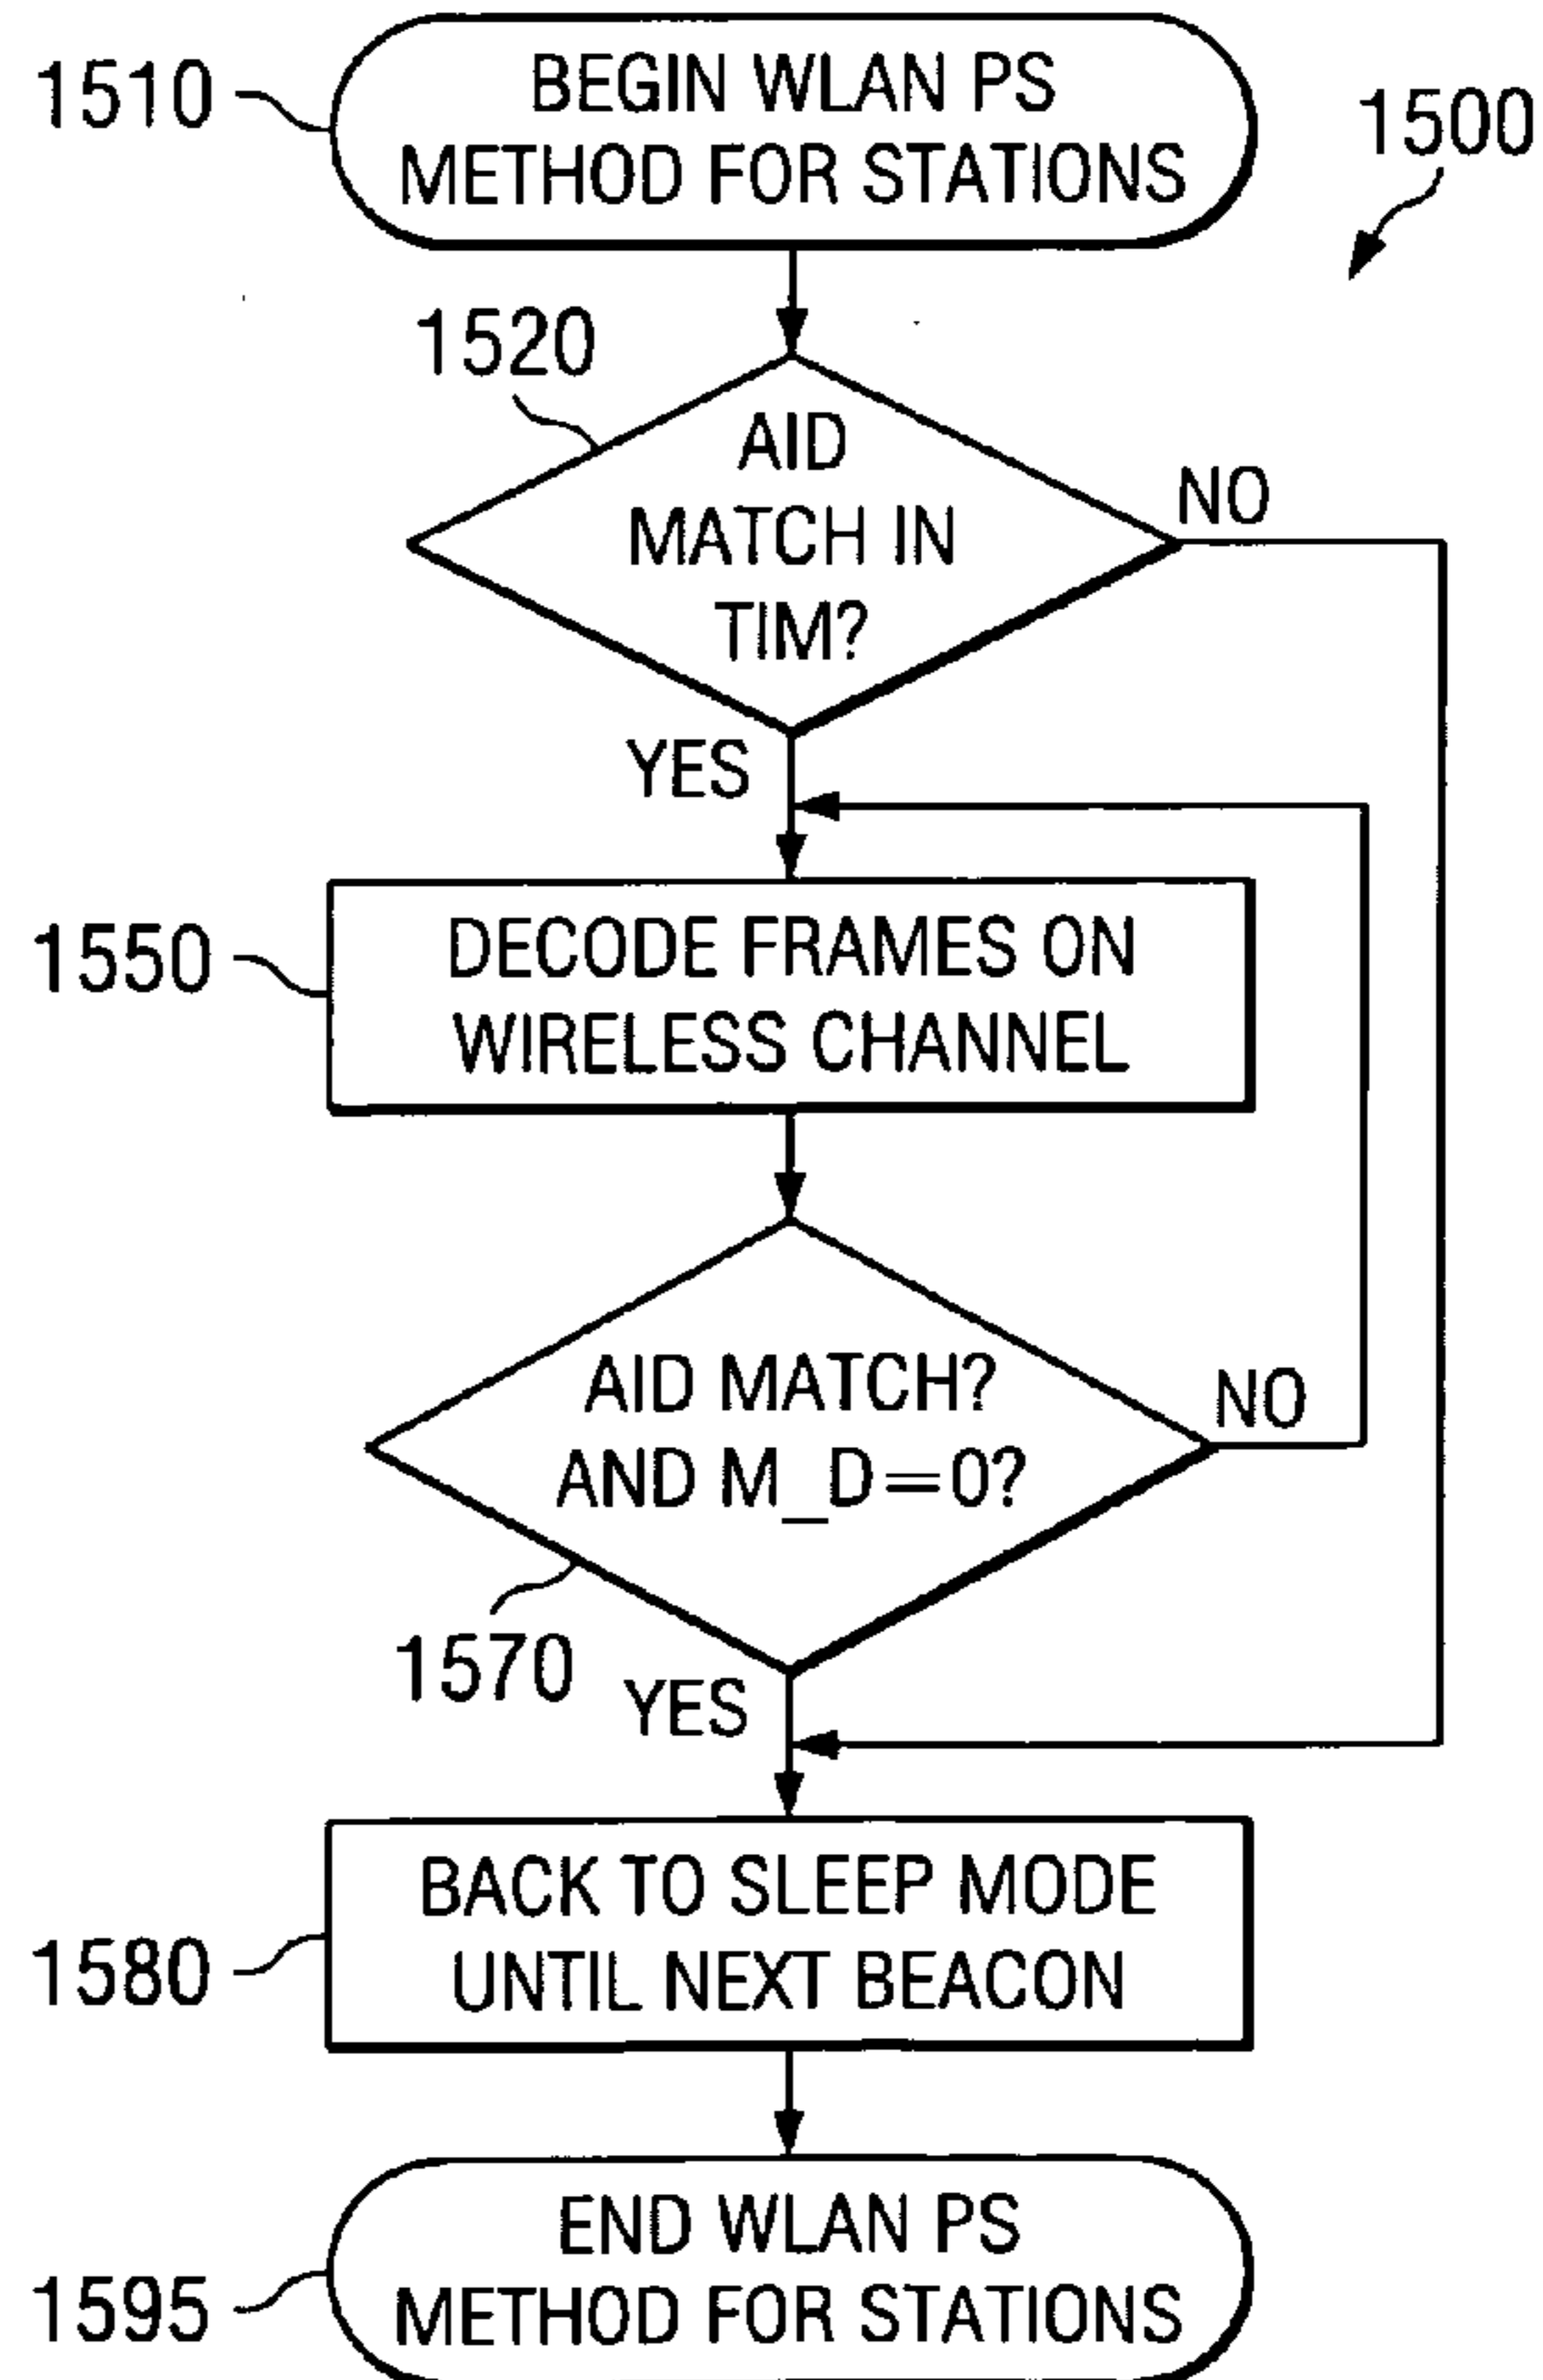 1510
BEGIN WLAN PS
METHOD FOR STATIONS
1500
1520
AID
MATCH IN
TIM?
NO
YES
1550
DECODE FRAMES ON
WIRELESS CHANNEL
AID MATCH?
AND M_D=0?
NO
1570
YES
1580
BACK TO SLEEP MODE
UNTIL NEXT BEACON
1595
END WLAN PS
METHOD FOR STATIONS